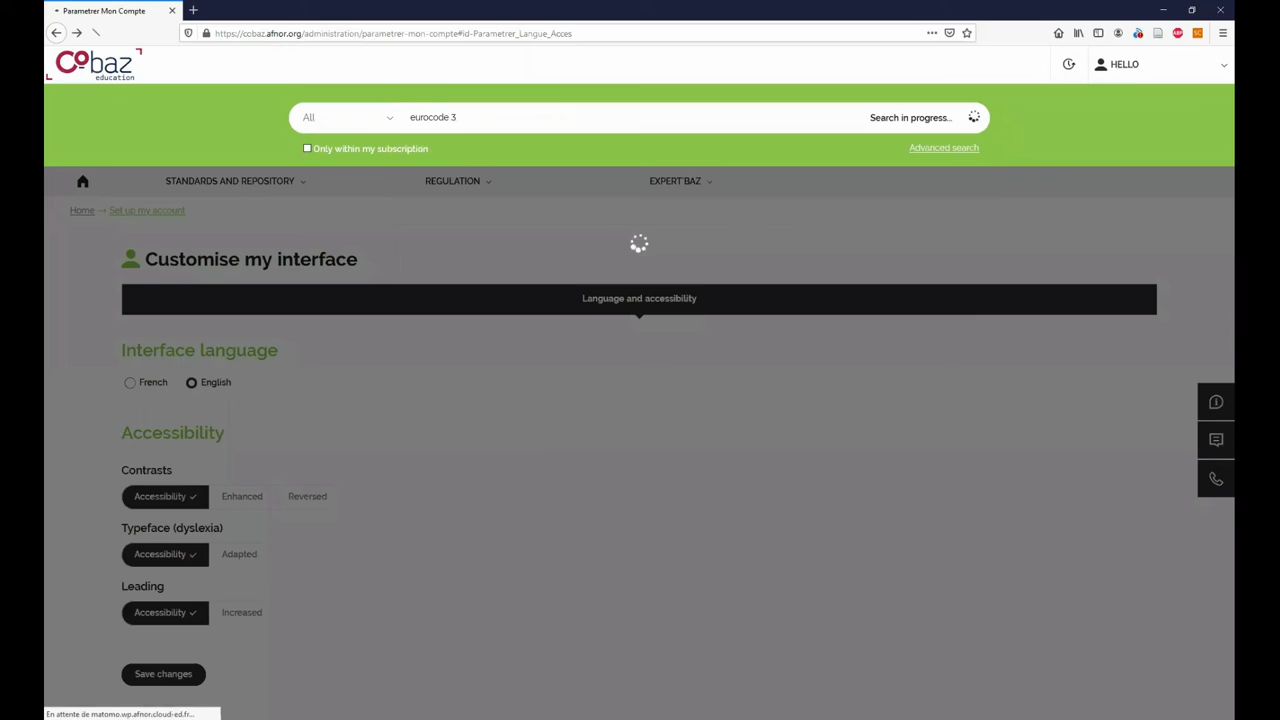 Parametrer Mon Compte
https://cobaz.afnor.org/administration/parametrer-mon-compte#id-Parametrer_Langue_Acces
Cobaz
education
HELLO
All
eurocode 3
Search in progress...
Only within my subscription
Advanced search
STANDARDS AND REPOSITORY
REGULATION
EXPERT'BAZ
Home → Set up my account
Customise my interface
Language and accessibility
Interface language
French
English
Accessibility
Contrasts
Accessibility ✓
Enhanced
Reversed
Typeface (dyslexia)
Accessibility ✓
Adapted
Leading
Accessibility ✓
Increased
Save changes
En attente de matomo.wp.afnor.cloud-ed.fr...